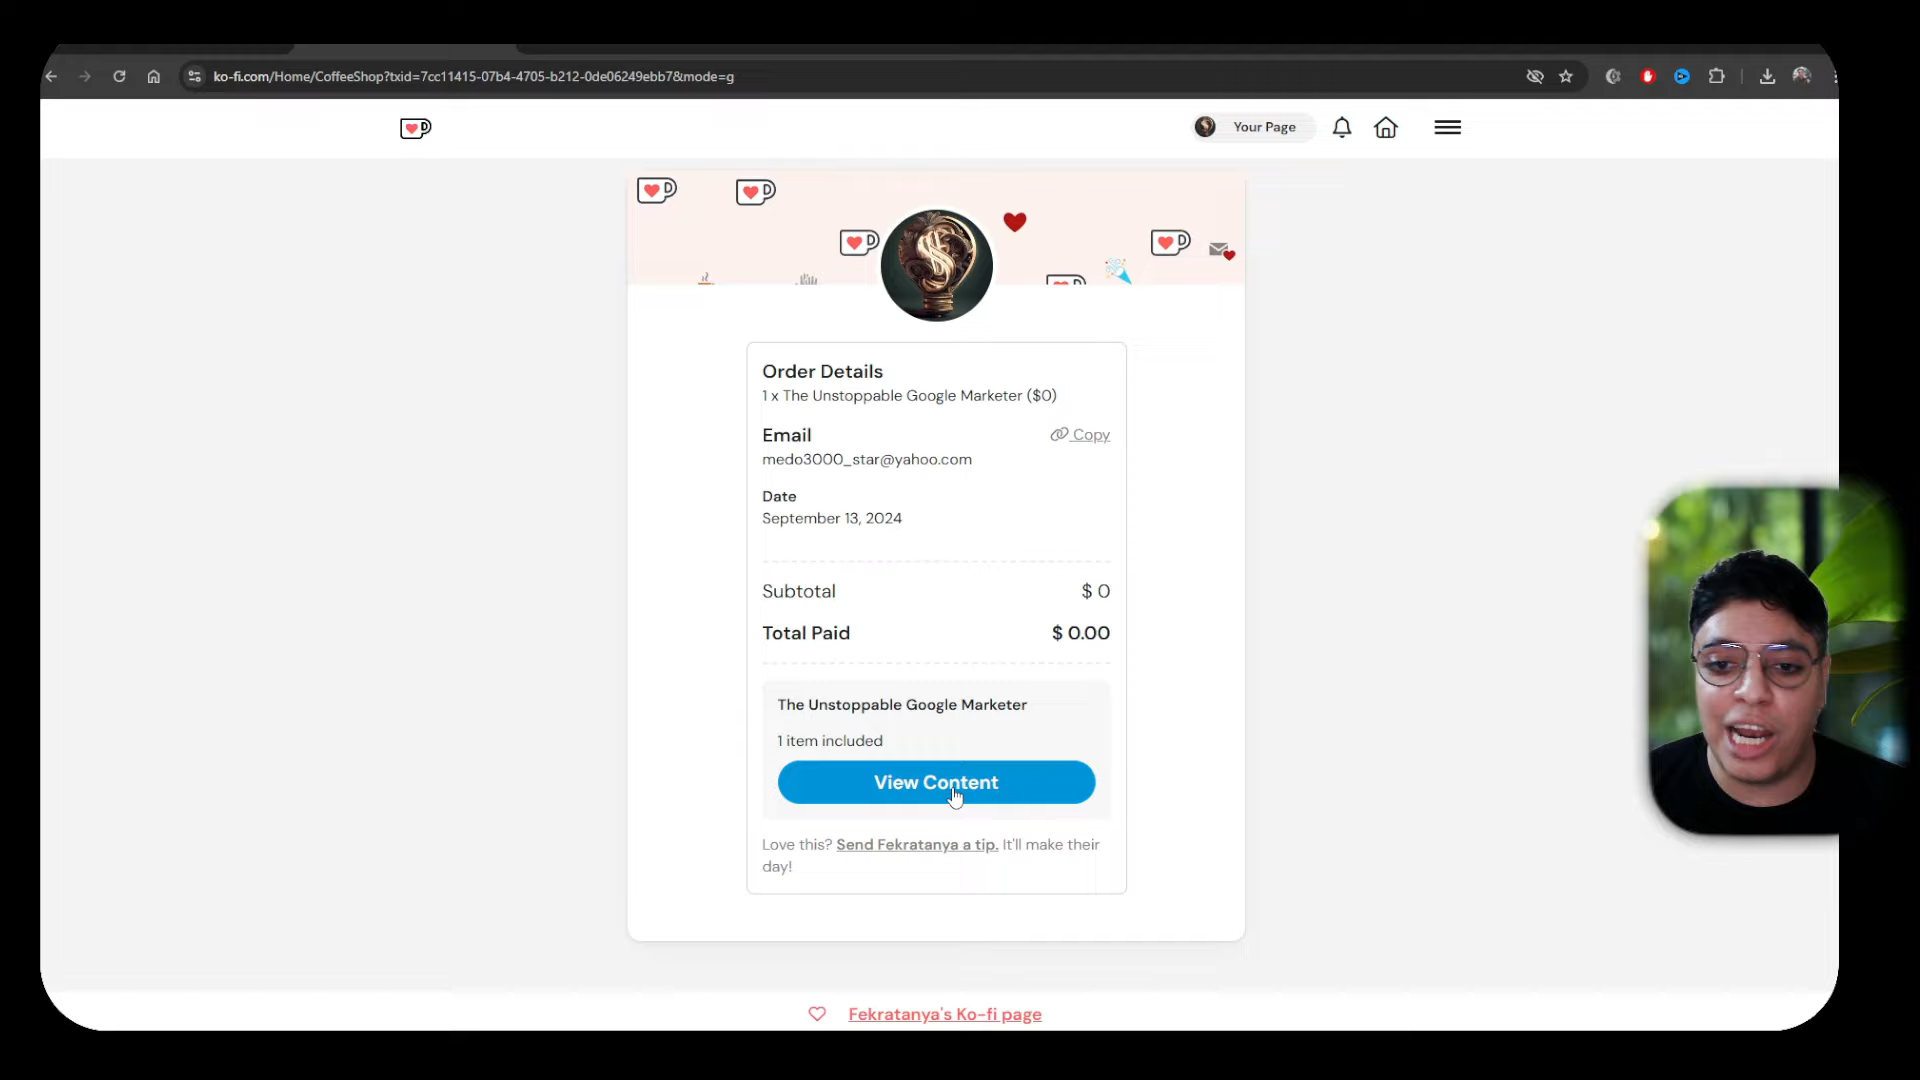 ko-fi.com/Home/CoffeeShop?txid=7cc11415-07b4-4705-b212-0de06249ebb7&mode=g
Your Page
Order Details
1 x The Unstoppable Google Marketer ($0)
Email
Copy
medo3000_star@yahoo.com
Date
September 13, 2024
Subtotal
$ 0
Total Paid
$ 0.00
The Unstoppable Google Marketer
1 item included
View Content
Love this? Send Fekratanya a tip. It'll make their
day!
Fekratanya's Ko-fi page